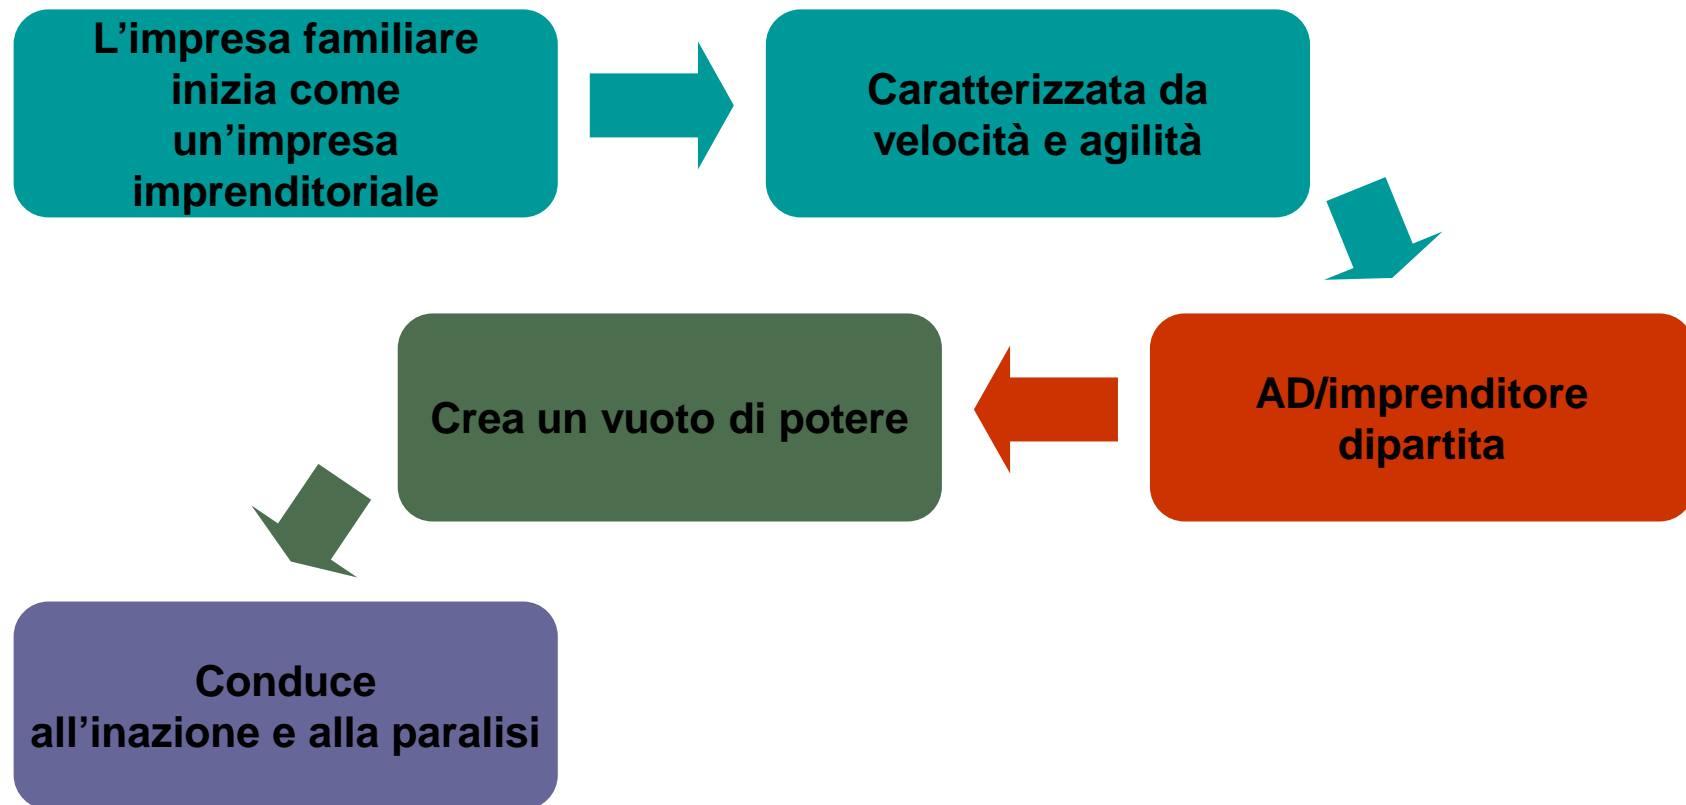 L’impresa familiare
inizia come
un’impresa
imprenditoriale
Caratterizzata da
velocità e agilità
AD/imprenditore
dipartita
Crea un vuoto di potere
Conduce
all’inazione e alla paralisi